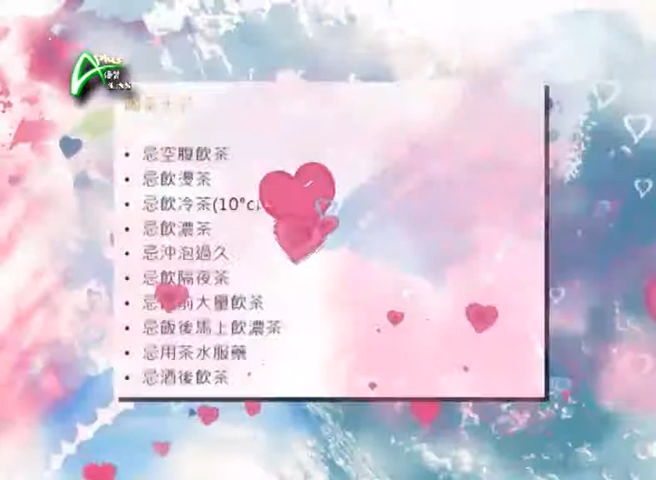 Aplus
忌空腹飲茶
忌飲燙茶
忌飲冷茶(10°c
忌飲濃茶
忌沖泡過久
忌飲隔夜茶
忌 前大量飲茶
忌飯後馬上飲濃茶
忌用茶水服藥
忌酒後飲茶